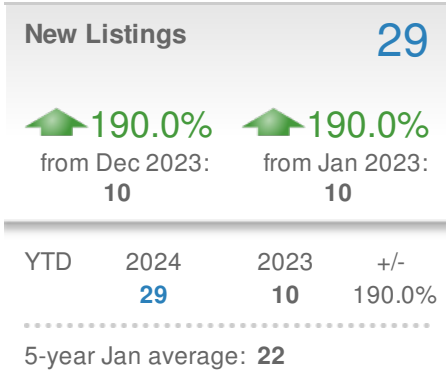 New Listings 29
190.0% 190.0%
from Dec 2023: from Jan 2023:
10 10
YTD 2024 2023 +/-
29 10 190.0%
5-year Jan average: 22